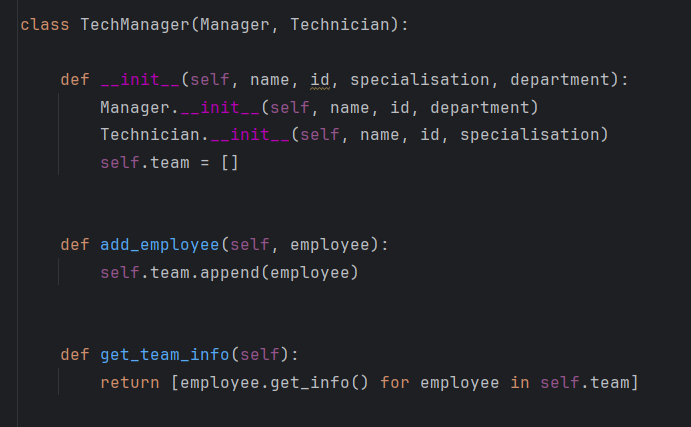 class TechManager(Manager, Technician):
def __init__(self, name, id, specialisation, department):
Manager.__init__(self, name, id, department)
Technician.__init__(self, name, id, specialisation)
self.team = []
def add_employee(self, employee):
self.team.append(employee)
def get_team_info(self):
return [employee.get_info() for employee in self.team]